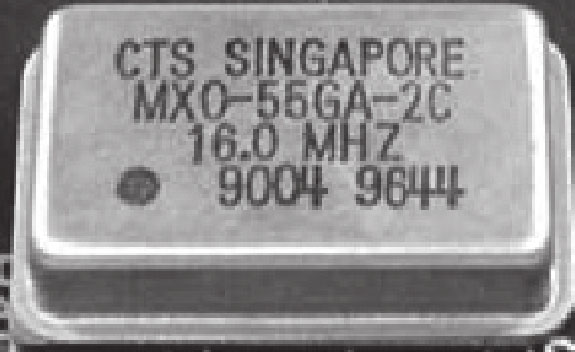 CTS SINGAPORE
MXO-55GA-2C
16.0 MHZ
9004 9644